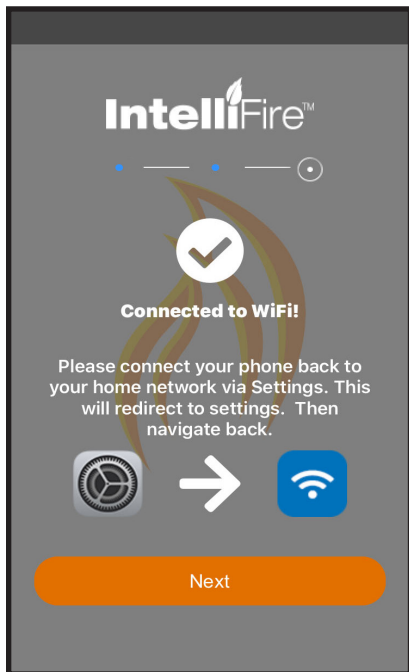 IntelliFire™
Connected to WiFi!
Please connect your phone back to
your home network via Settings. This
will redirect to settings.  Then
navigate back.
Next